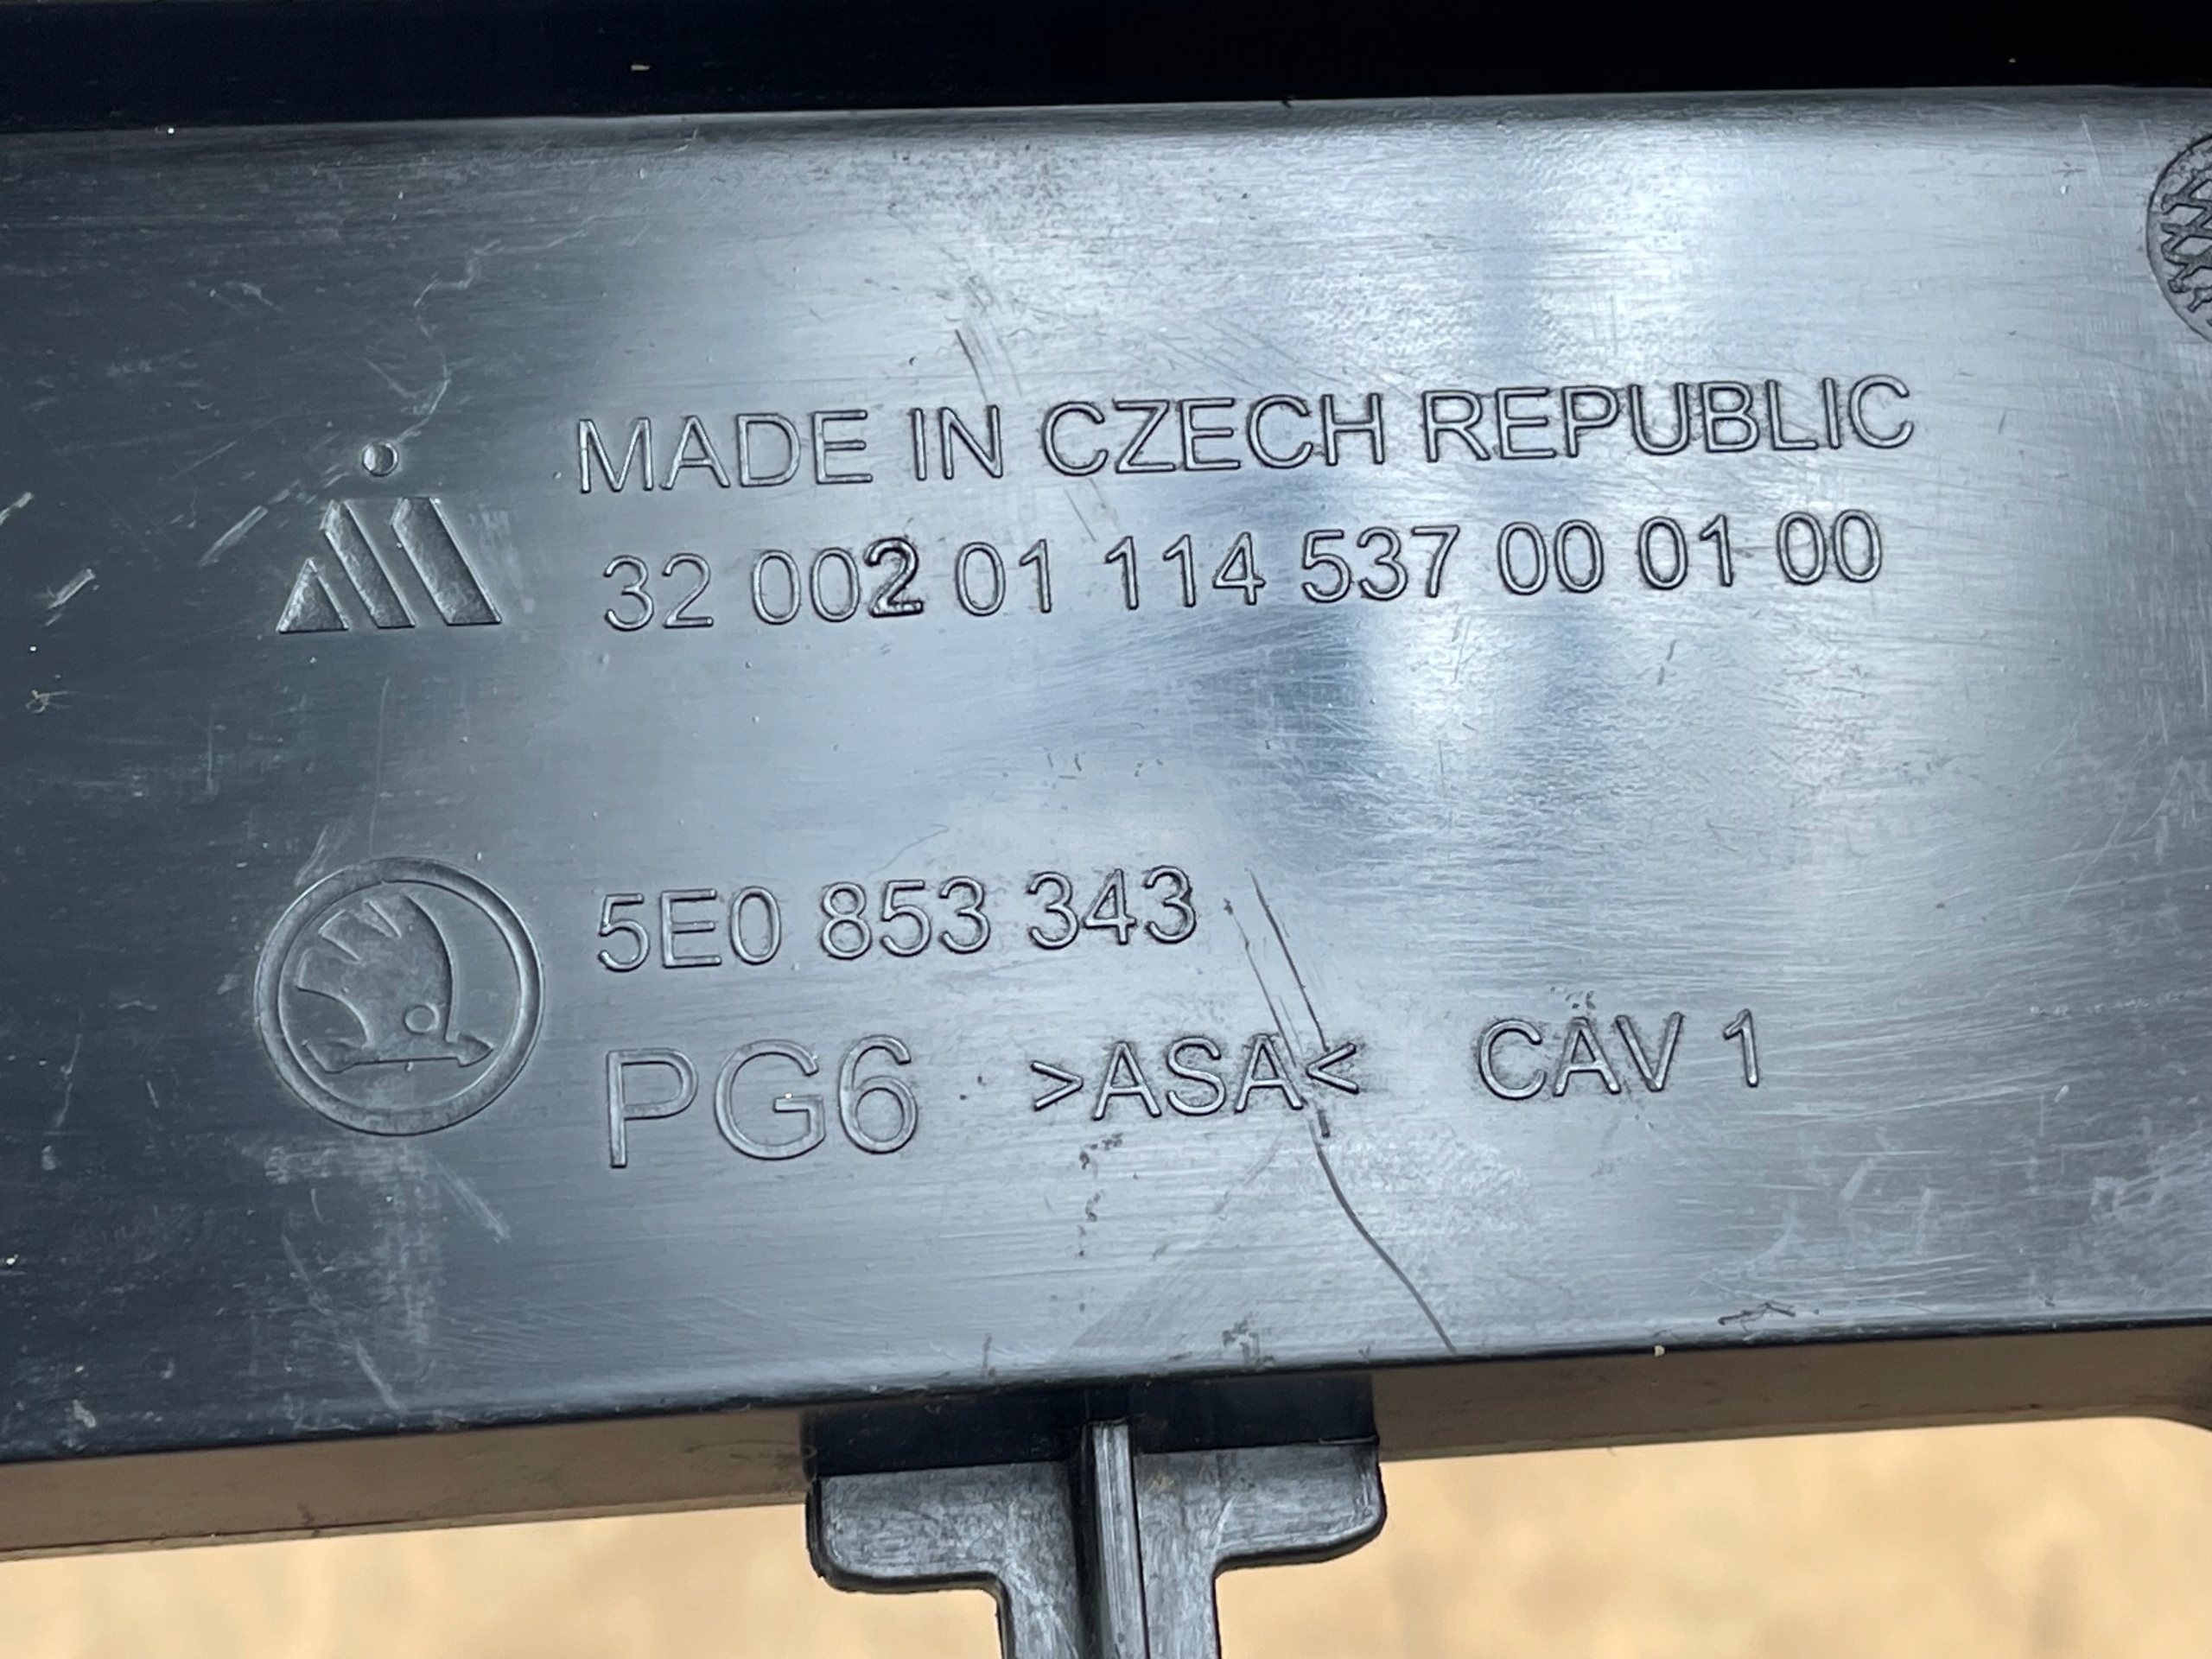 MADE IN CZECH REPUBLIC
32 002 01 114 537 00 01 00
5E0 853 343
PG6 >ASA< CAV 1